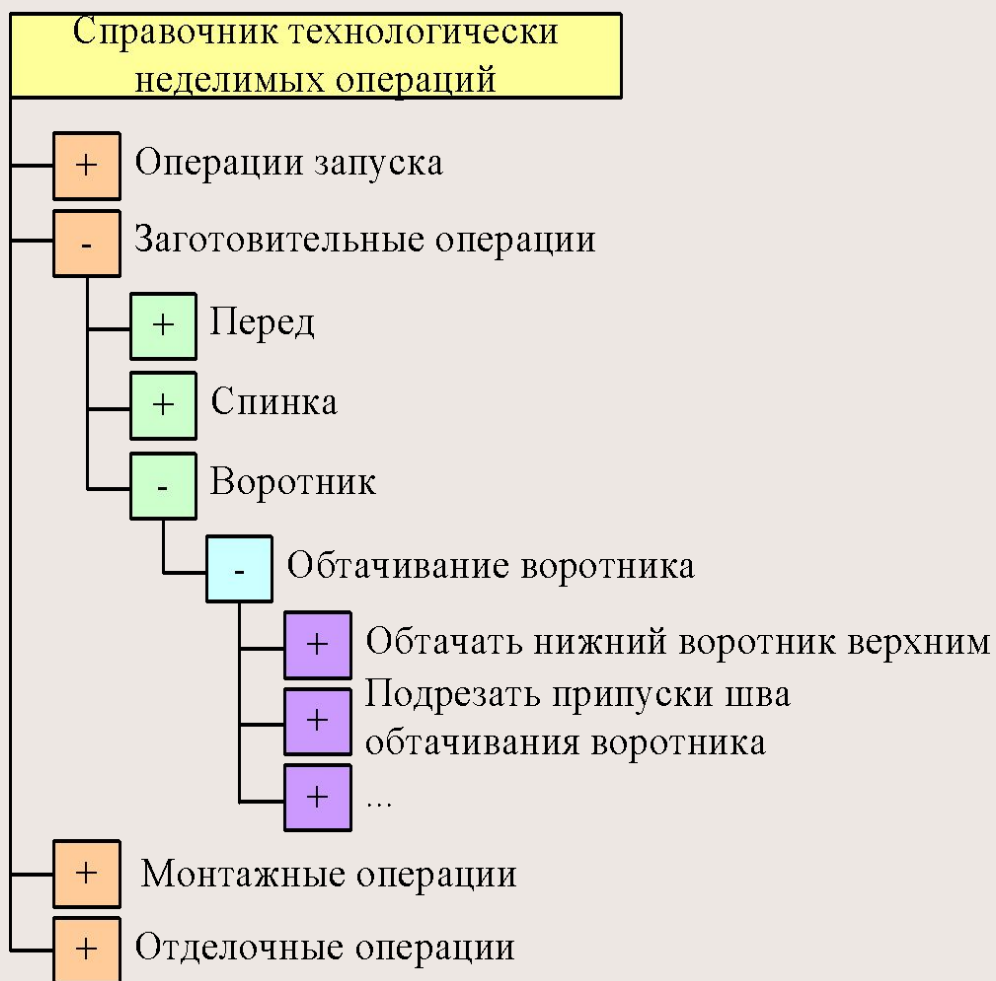 Справочник технологически
неделимых операций
+ Операции запуска
- Заготовительные операции
+ Перед
+ Спинка
- Воротник
- Обтачивание воротника
+ Обтачать нижний воротник верхним
+ Подрезать припуски шва
обтачивания воротника
+ ...
+ Монтажные операции
+ Отделочные операции